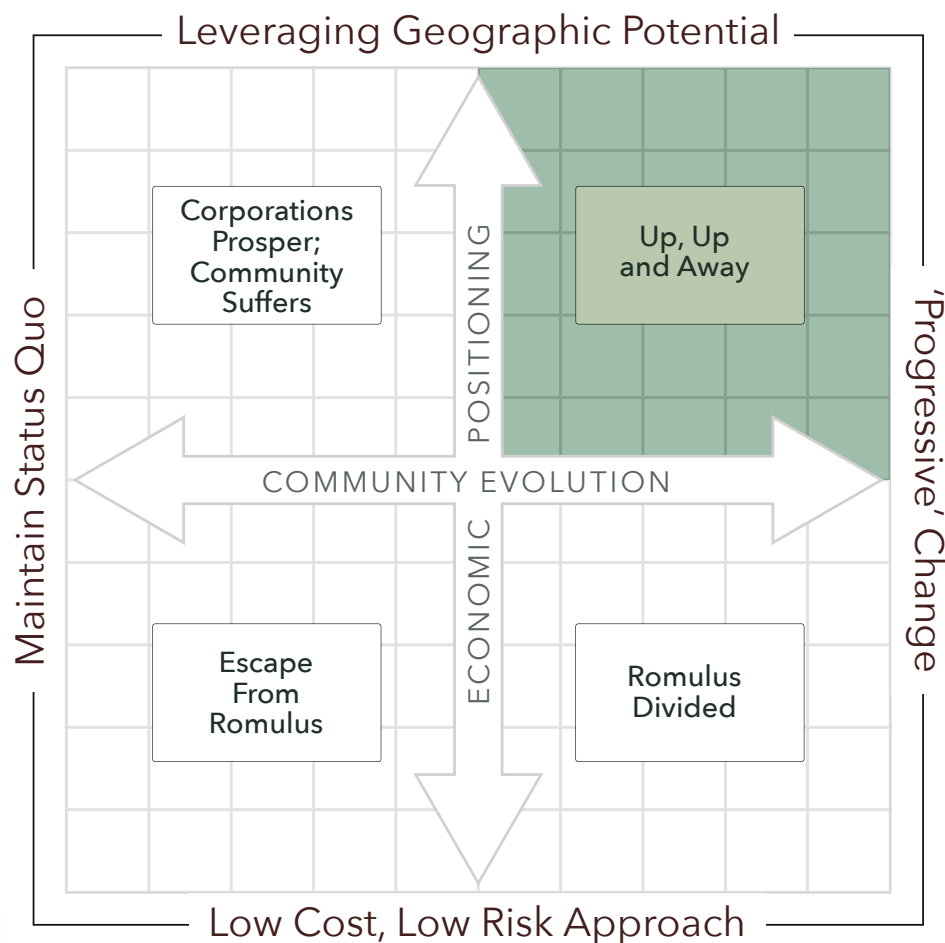 Leveraging Geographic Potential
Corporations
Prosper;
Community
Suffers
Up, Up
and Away
Maintain Status Quo
'Progressive' Change
COMMUNITY EVOLUTION
ECONOMIC POSITIONING
Escape
From
Romulus
Romulus
Divided
Low Cost, Low Risk Approach